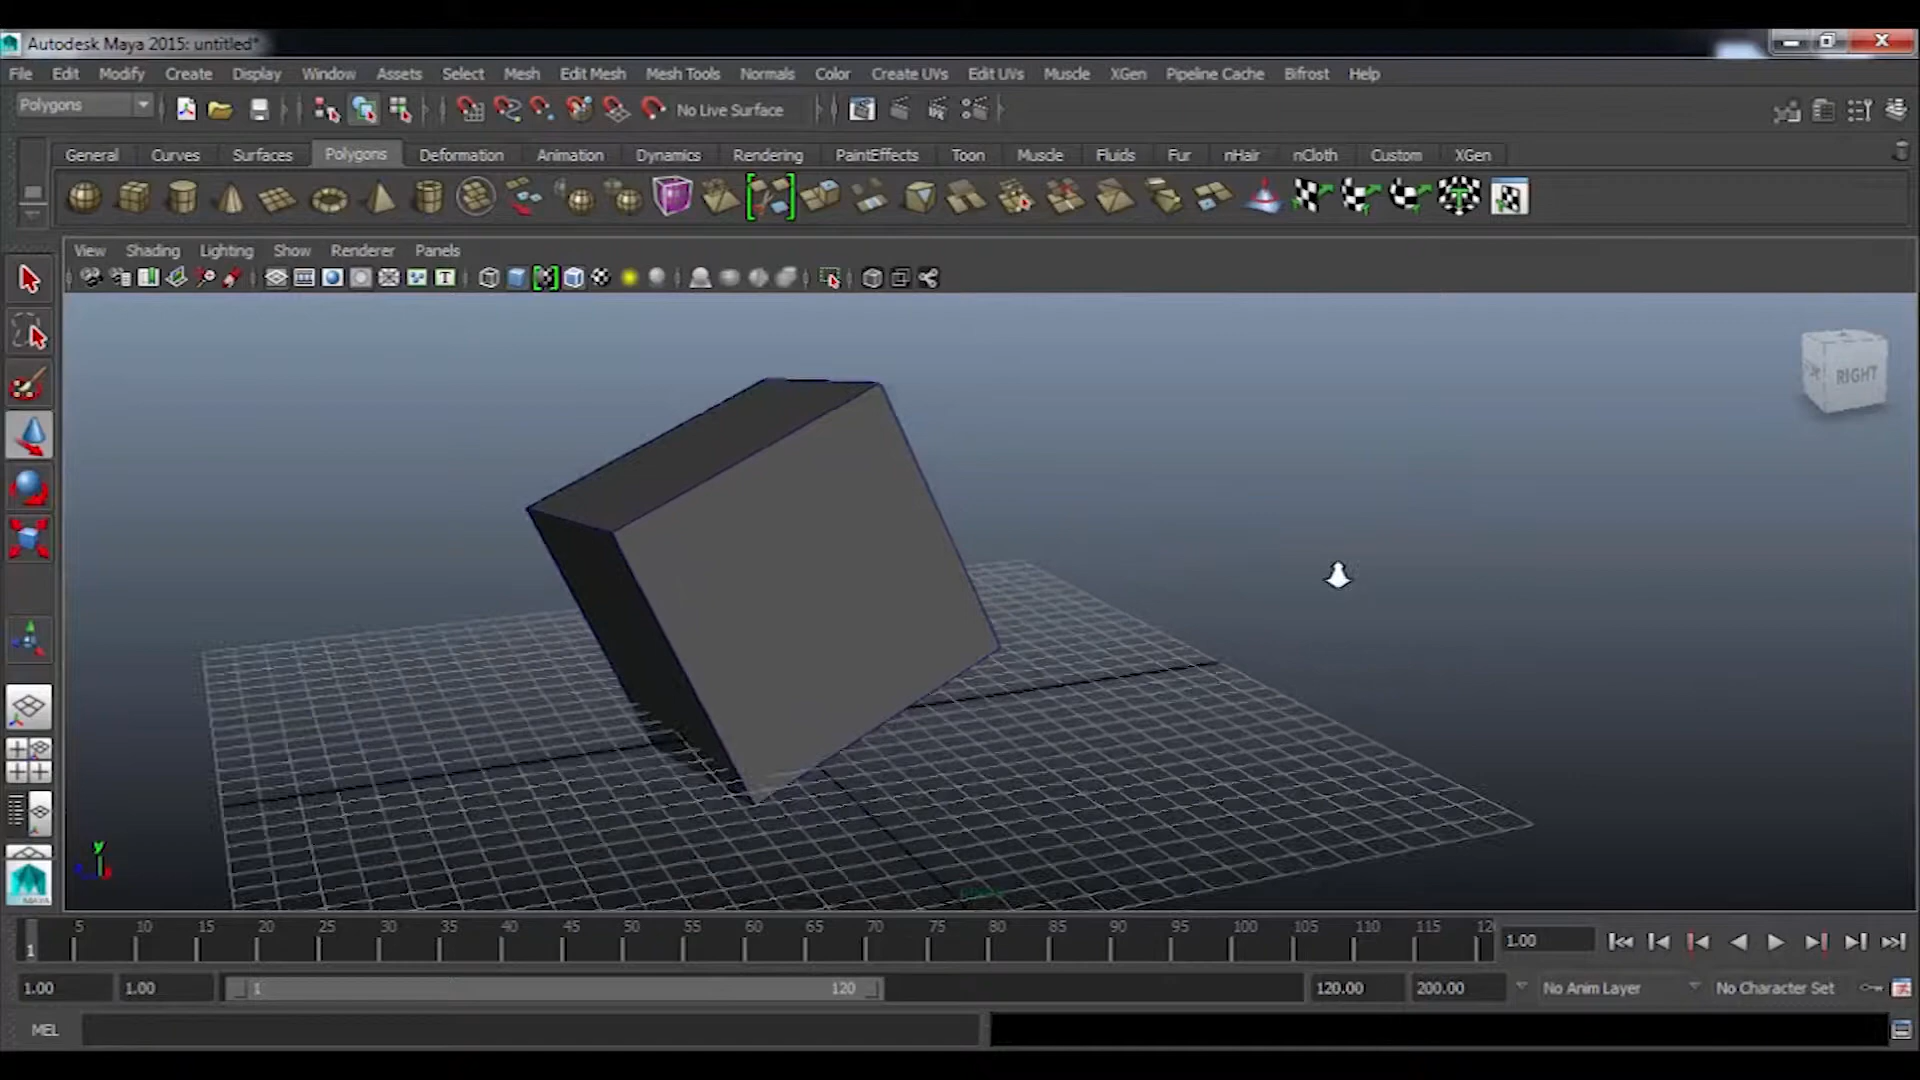 Autodesk Maya 2015: untitled*
File Edit Modify Create Display Window Assets Select Mesh Edit Mesh Mesh Tools Normals Color Create UVs Edit UVs Muscle XGen Pipeline Cache Bifrost Help
Polygons No Live Surface
General Curves Surfaces Polygons Deformation Animation Dynamics Rendering PaintEffects Toon Muscle Fluids Fur nHair nCloth Custom XGen
View Shading Lighting Show Renderer Panels
RIGHT
y
5 10 15 20 25 30 35 40 45 50 55 60 65 70 75 80 85 90 95 100 105 110 115 12
1 1.00
1.00 1.00 1 120 120.00 200.00 No Anim Layer No Character Set
MEL